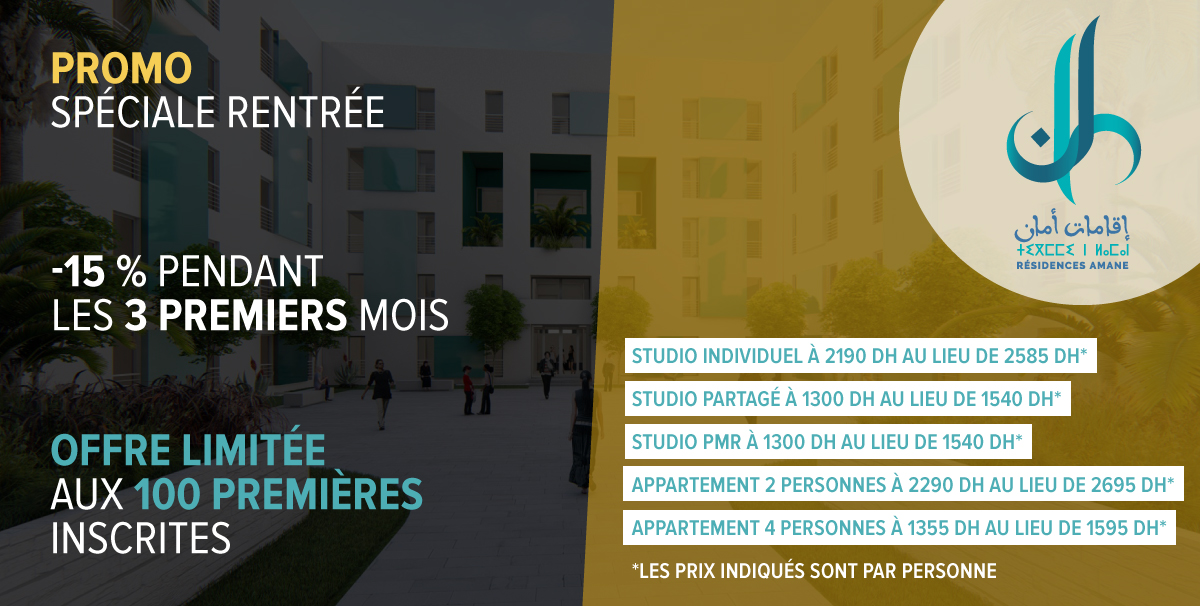 PROMO
SPÉCIALE RENTRÉE
-15 % PENDANT
LES 3 PREMIERS MOIS
OFFRE LIMITÉE
AUX 100 PREMIÈRES
INSCRITES
إقامات أمان
ⵜⵉⵣⵎⵎⵉ ⵏ ⵍⴰⵎⴰⵏ
RÉSIDENCES AMANE
STUDIO INDIVIDUEL À 2190 DH AU LIEU DE 2585 DH*
STUDIO PARTAGÉ À 1300 DH AU LIEU DE 1540 DH*
STUDIO PMR À 1300 DH AU LIEU DE 1540 DH*
APPARTEMENT 2 PERSONNES À 2290 DH AU LIEU DE 2695 DH*
APPARTEMENT 4 PERSONNES À 1355 DH AU LIEU DE 1595 DH*
*LES PRIX INDIQUÉS SONT PAR PERSONNE